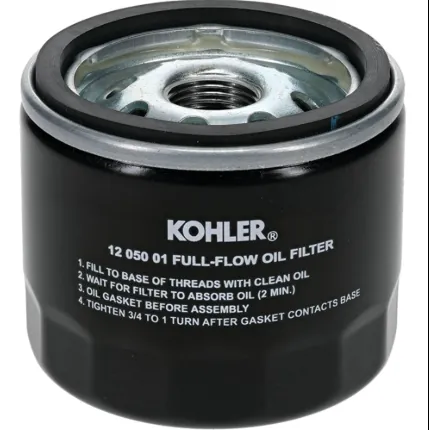 KOHLER®
12 050 01 FULL-FLOW OIL FILTER
1. FILL TO BASE OF THREADS WITH CLEAN OIL
2. WAIT FOR FILTER TO ABSORB OIL (2 MIN.)
3. OIL GASKET BEFORE ASSEMBLY
4. TIGHTEN 3/4 TO 1 TURN AFTER GASKET CONTACTS BASE